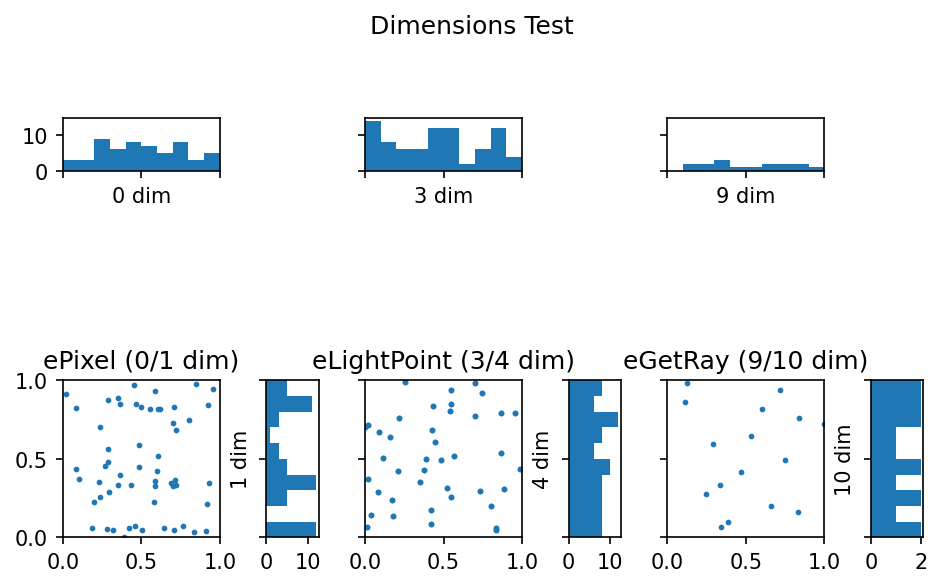 Dimensions Test
10
0
0 dim
3 dim
9 dim
ePixel (0/1 dim)
eLightPoint (3/4 dim)
eGetRay (9/10 dim)
1.0
0.5
0.0
1 dim
4 dim
10 dim
0.0 0.5 1.0
0 10
0.0 0.5 1.0
0 10
0.0 0.5 1.0
0 2